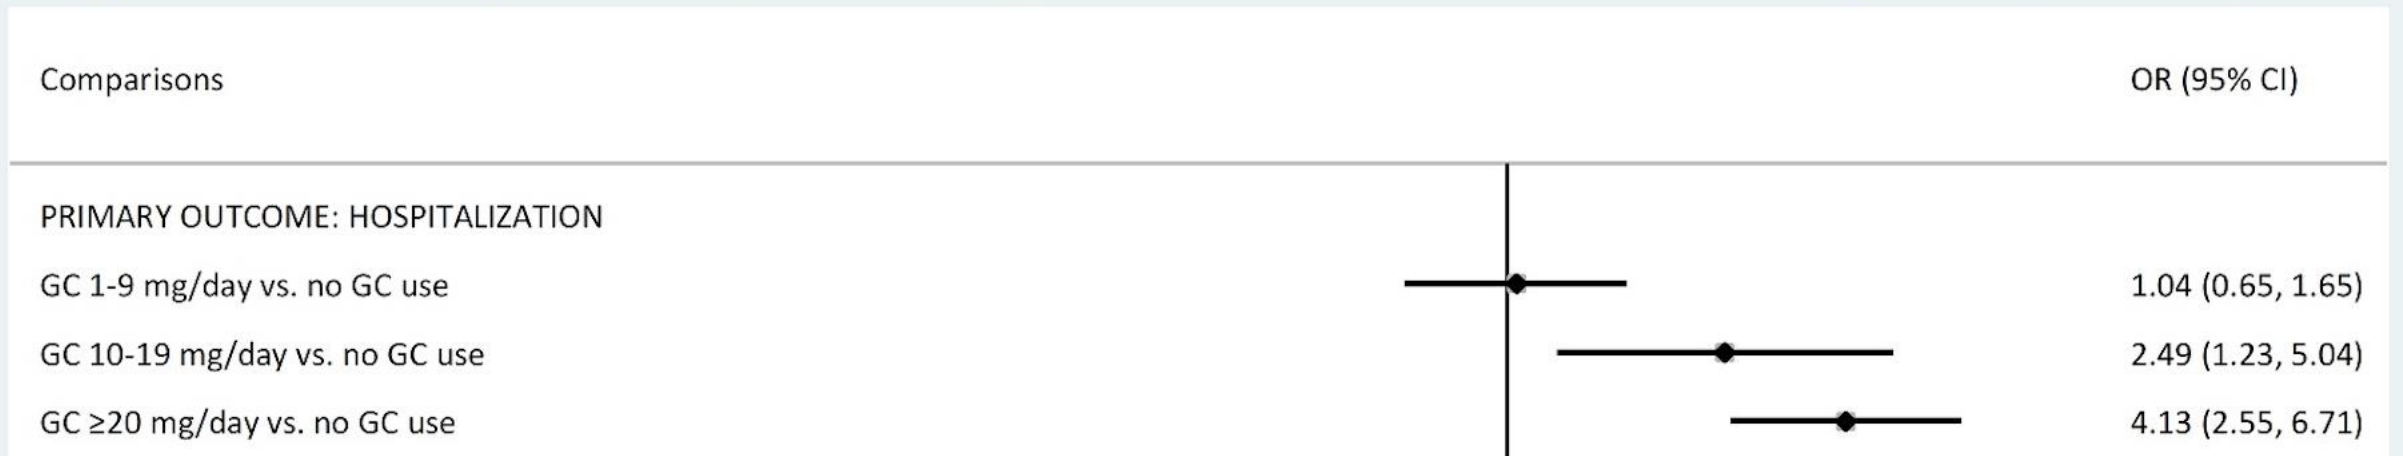 Comparisons OR (95% CI)
PRIMARY OUTCOME: HOSPITALIZATION
GC 1-9 mg/day vs. no GC use 1.04 (0.65, 1.65)
GC 10-19 mg/day vs. no GC use 2.49 (1.23, 5.04)
GC ≥20 mg/day vs. no GC use 4.13 (2.55, 6.71)